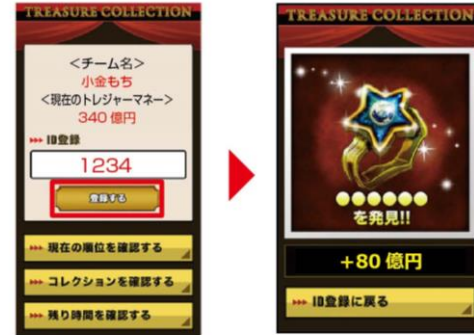 TREASURE COLLECTION
<チーム名>
小金もち
<現在のトレジャーマネー>
340 億円
ID登録
1234
登録する
現在の順位を確認する
コレクションを確認する
残り時間を確認する
TREASURE COLLECTION
●●●●●●
を発見!!
+80 億円
ID登録に戻る